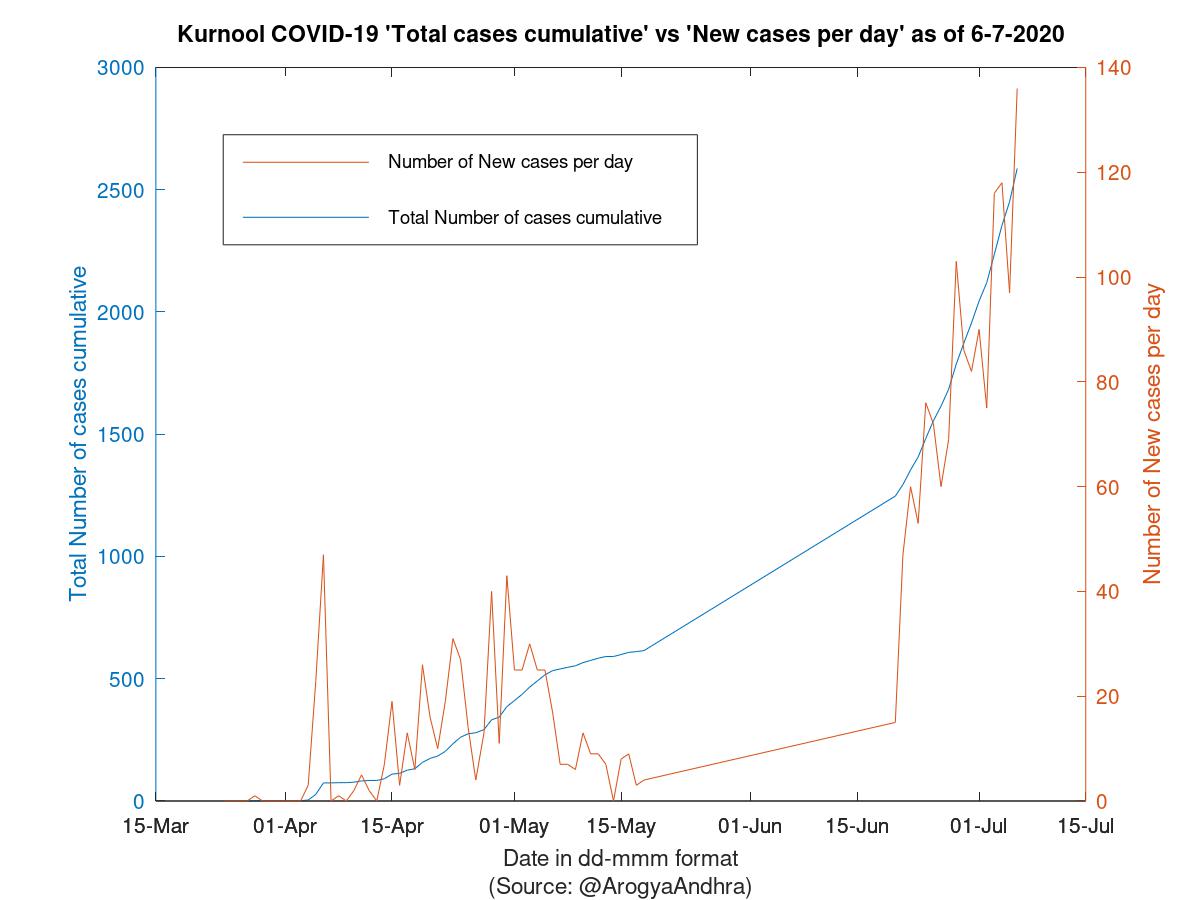 Kurnool COVID-19 'Total cases cumulative' vs 'New cases per day' as of 6-7-2020
3000
2500
2000
1500
1000
500
0
Total Number of cases cumulative
140
120
100
80
60
40
20
0
Number of New cases per day
Number of New cases per day
Total Number of cases cumulative
15-Mar 01-Apr 15-Apr 01-May 15-May 01-Jun 15-Jun 01-Jul 15-Jul
Date in dd-mmm format
(Source: @ArogyaAndhra)